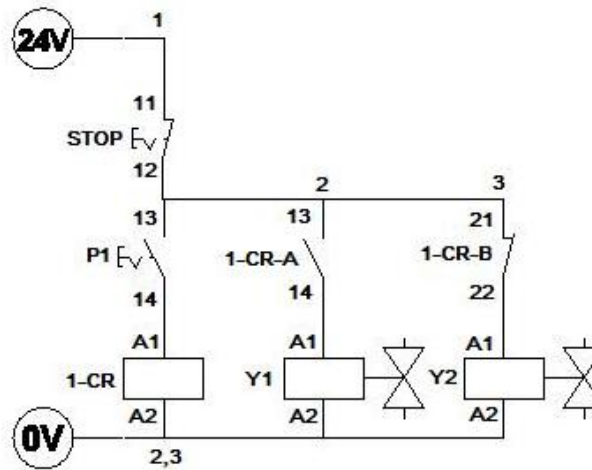 1
24V
11
STOP
12
2
3
13
13
21
P1
1-CR-A
1-CR-B
14
14
22
A1
A1
A1
1-CR
Y1
Y2
A2
A2
A2
0V
2,3